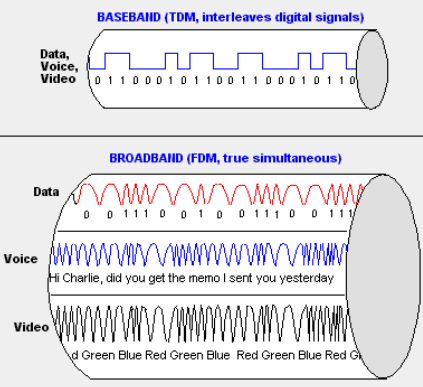 BASEBAND (TDM, interleaves digital signals)
Data,
Voice,
Video
0 1 1 0 0 0 1 0 1 1 0 0 1 1 0 0 0 1 0 1 1 0
BROADBAND (FDM, true simultaneous)
Data
0 0 1 1 1 0 0 1 0 0 1 1 1 0 0 1 1 1
Voice
Hi Charlie, did you get the memo I sent you yesterday
Video
d Green Blue Red Green Blue Red Green Blue Red G